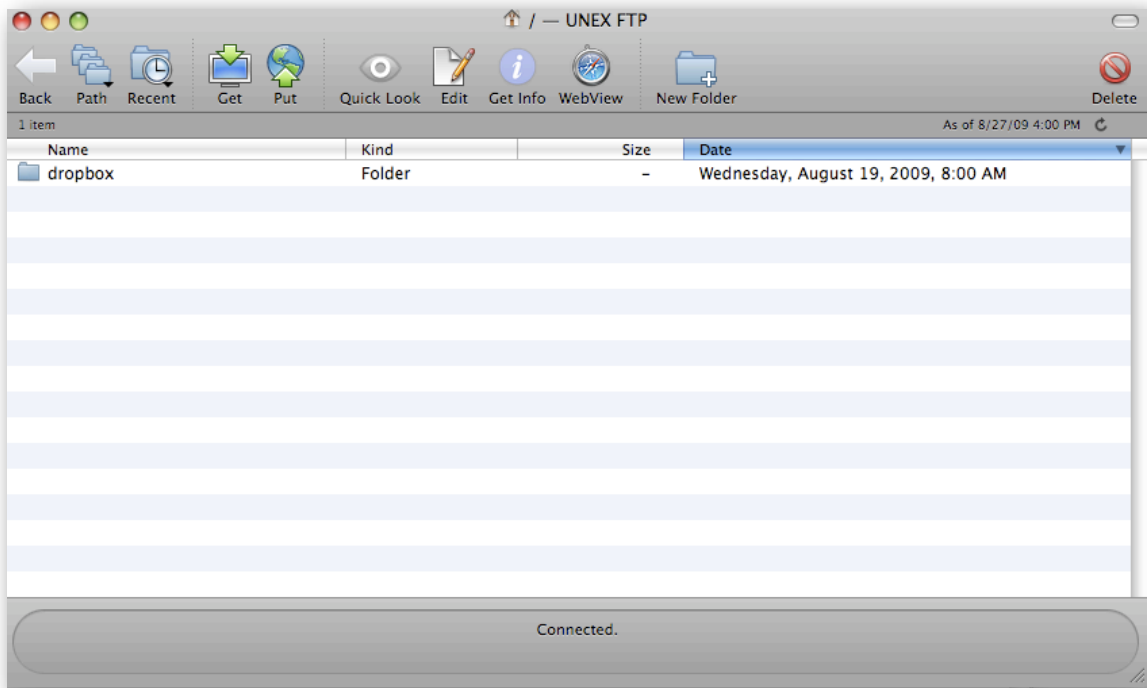 / — UNEX FTP
Back Path Recent Get Put Quick Look Edit Get Info WebView New Folder Delete
1 item As of 8/27/09 4:00 PM
Name Kind Size Date
dropbox Folder – Wednesday, August 19, 2009, 8:00 AM
Connected.